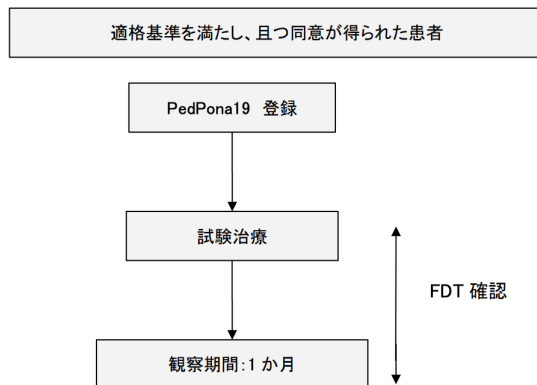 適格基準を満たし、且つ同意が得られた患者
PedPona19 登録
試験治療
FDT 確認
観察期間:1 か月